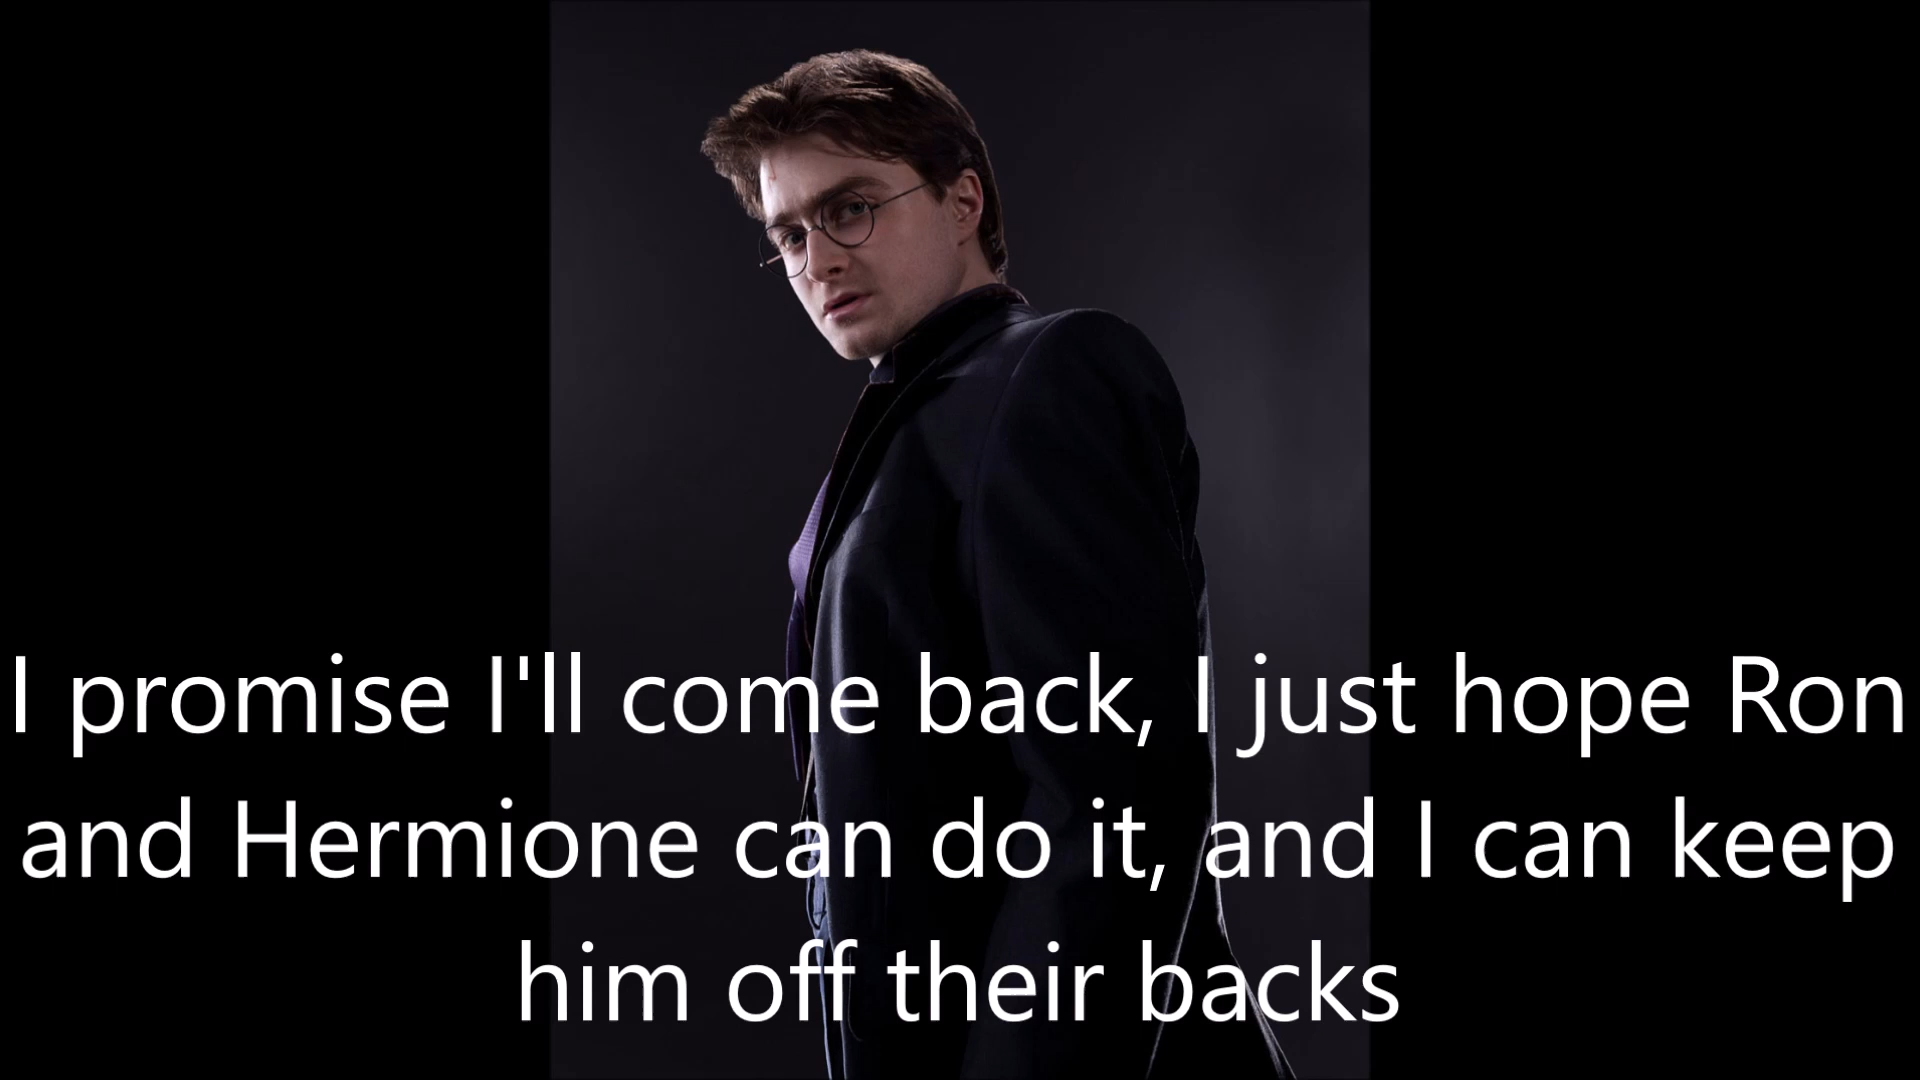 I promise I'll come back, I just hope Ron
and Hermione can do it, and I can keep
him off their backs